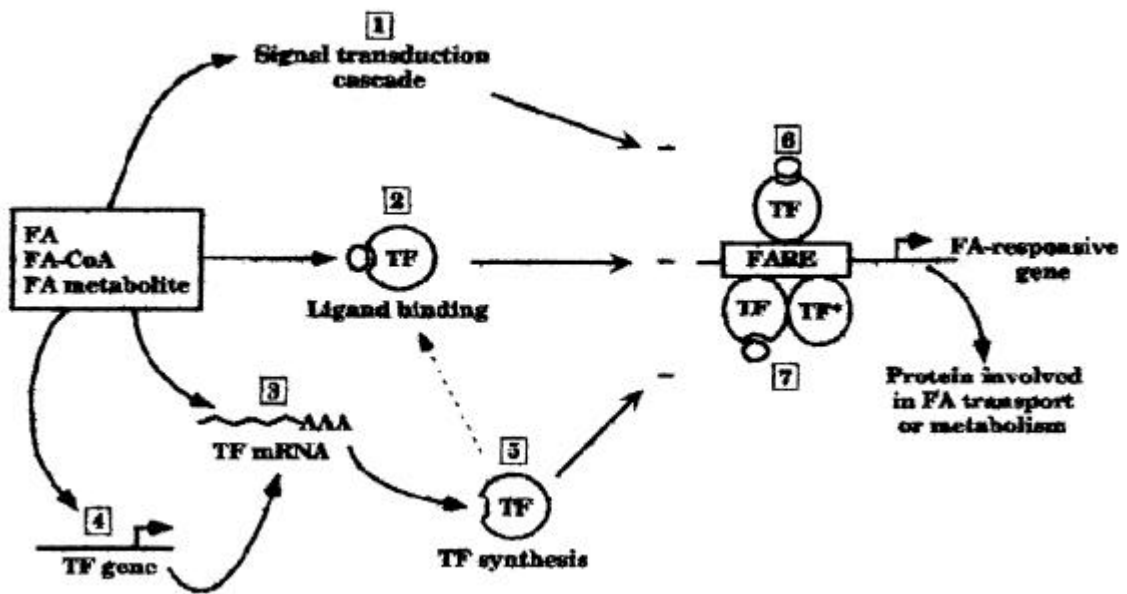 1
Signal transduction
cascade
6
TF
2
FA
FA-CoA
FA metabolite
TF
Ligand binding
–
–
–
FARE
FA-responsive
gene
TF
TF*
7
Protein involved
in FA transport
or metabolism
3
AAA
TF mRNA
5
TF
TF synthesis
4
TF gene